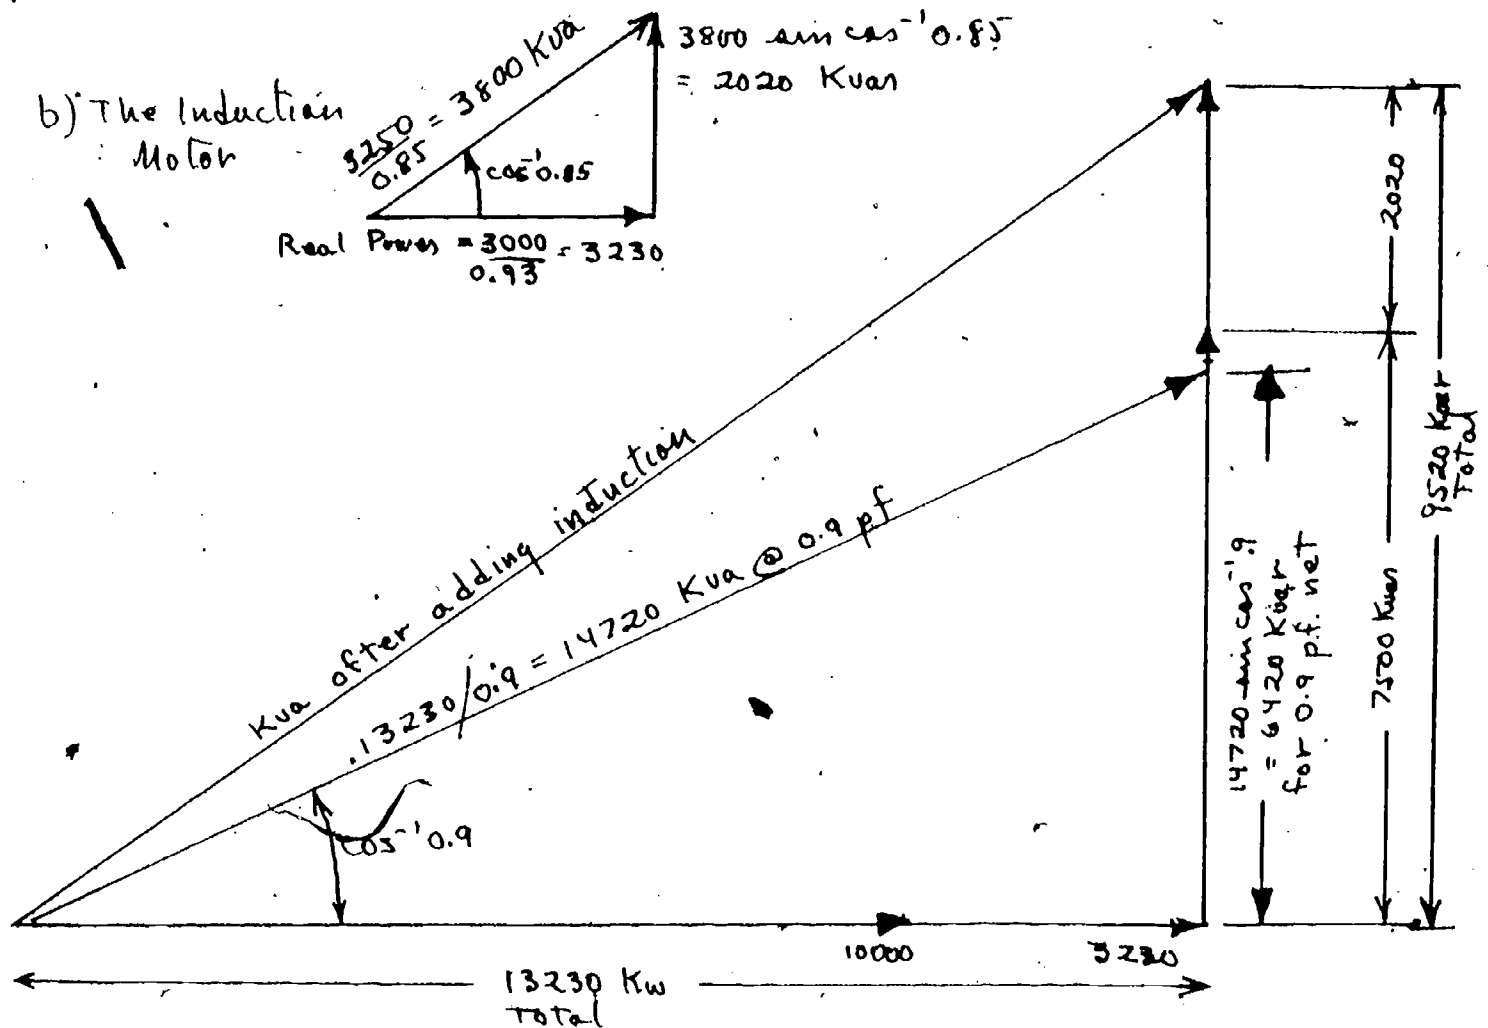 b) The Induction
Motor
3250/0.85 = 3800 Kva
3800 sin cos⁻¹ 0.85
= 2020 Kvar
cos⁻¹ 0.85
Real Power = 3000/0.93 = 3230
Kva after adding induction
13230/0.9 = 14720 Kva @ 0.9 pf
cos⁻¹ 0.9
10000
3230
13230 Kw
Total
14720 sin cos⁻¹ .9
= 6420 Kvar
for 0.9 p.f. net
2020
7500 Kvar
9520 Kvar
Total